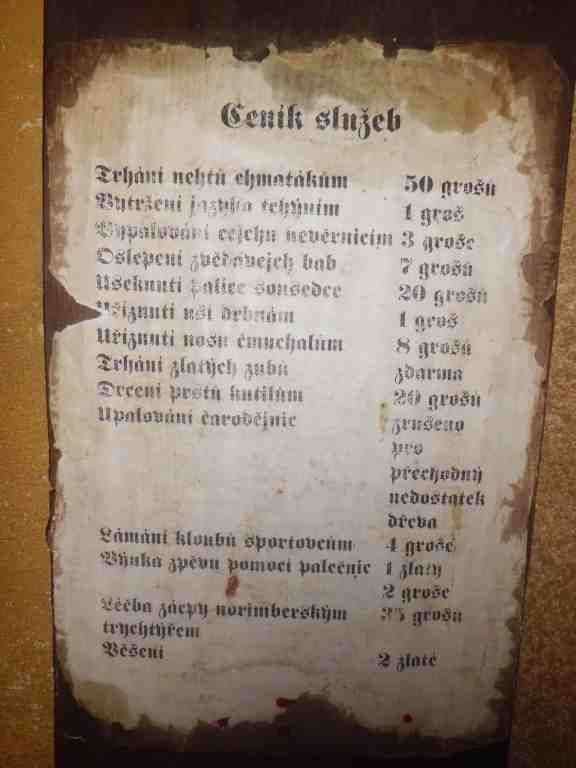 Ceník služeb
Trhání nehtů chmatákům 50 grošů
Vytržení jazyka tchýním 1 groš
Vypalování cejchu nevěrnicím 3 groše
Oslepení zvědavejch bab 7 grošů
Useknutí palice sousedce 20 grošů
Uříznutí uší drbnám 1 groš
Uříznutí nosu čmuchalům 8 grošů
Trhání zlatých zubů zdarma
Drcení prstů kutilům 20 grošů
Upalování čarodějnic zrušeno
pro
přechodný
nedostatek
dřeva
Lámání kloubů sportovcům 4 groše
Výuka zpěvu pomocí palečnic 1 zlatý
2 groše
Léčba zácpy norimberským 35 grošů
trychtýřem
Věšení 2 zlaté